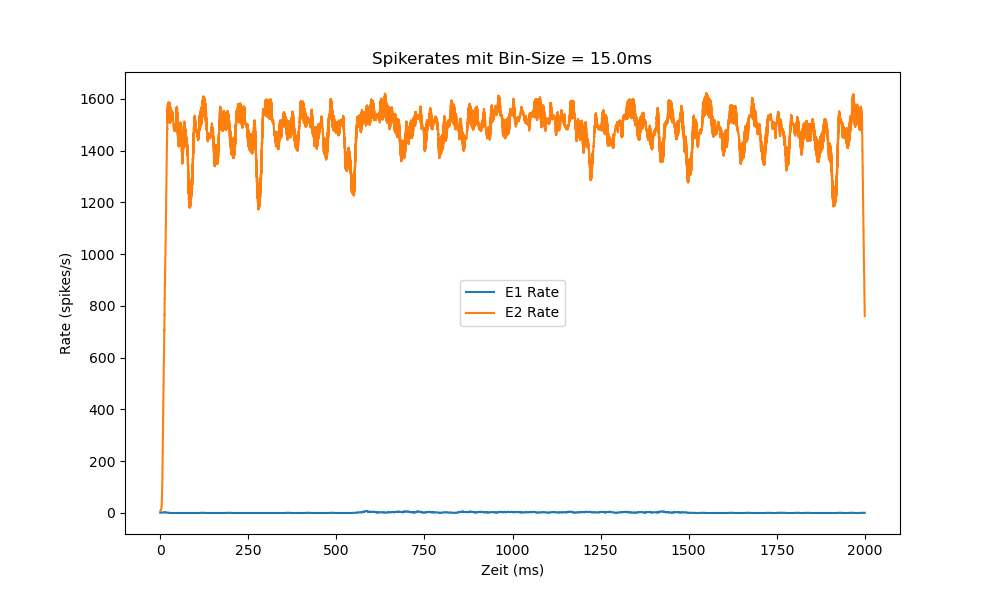 Spikerates mit Bin-Size = 15.0ms
Rate (spikes/s)
1600
1400
1200
1000
800
600
400
200
0
E1 Rate
E2 Rate
0 250 500 750 1000 1250 1500 1750 2000
Zeit (ms)